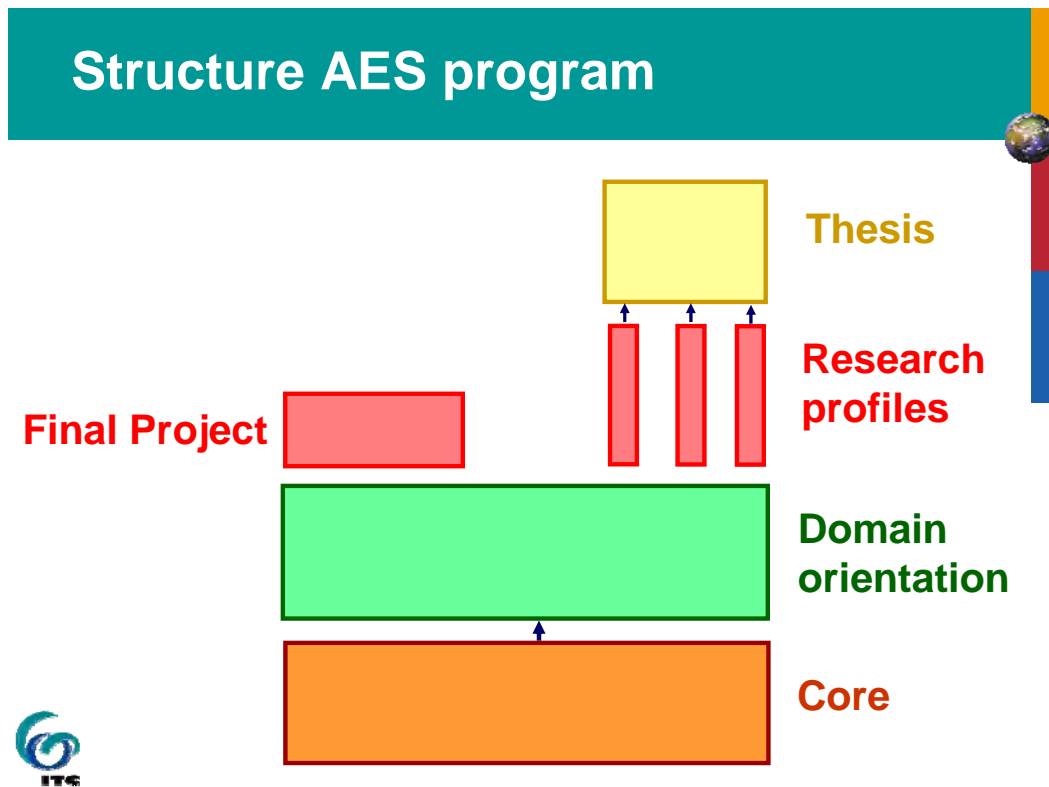 Structure AES program
Thesis
Research
profiles
Final Project
Domain
orientation
Core
ITC